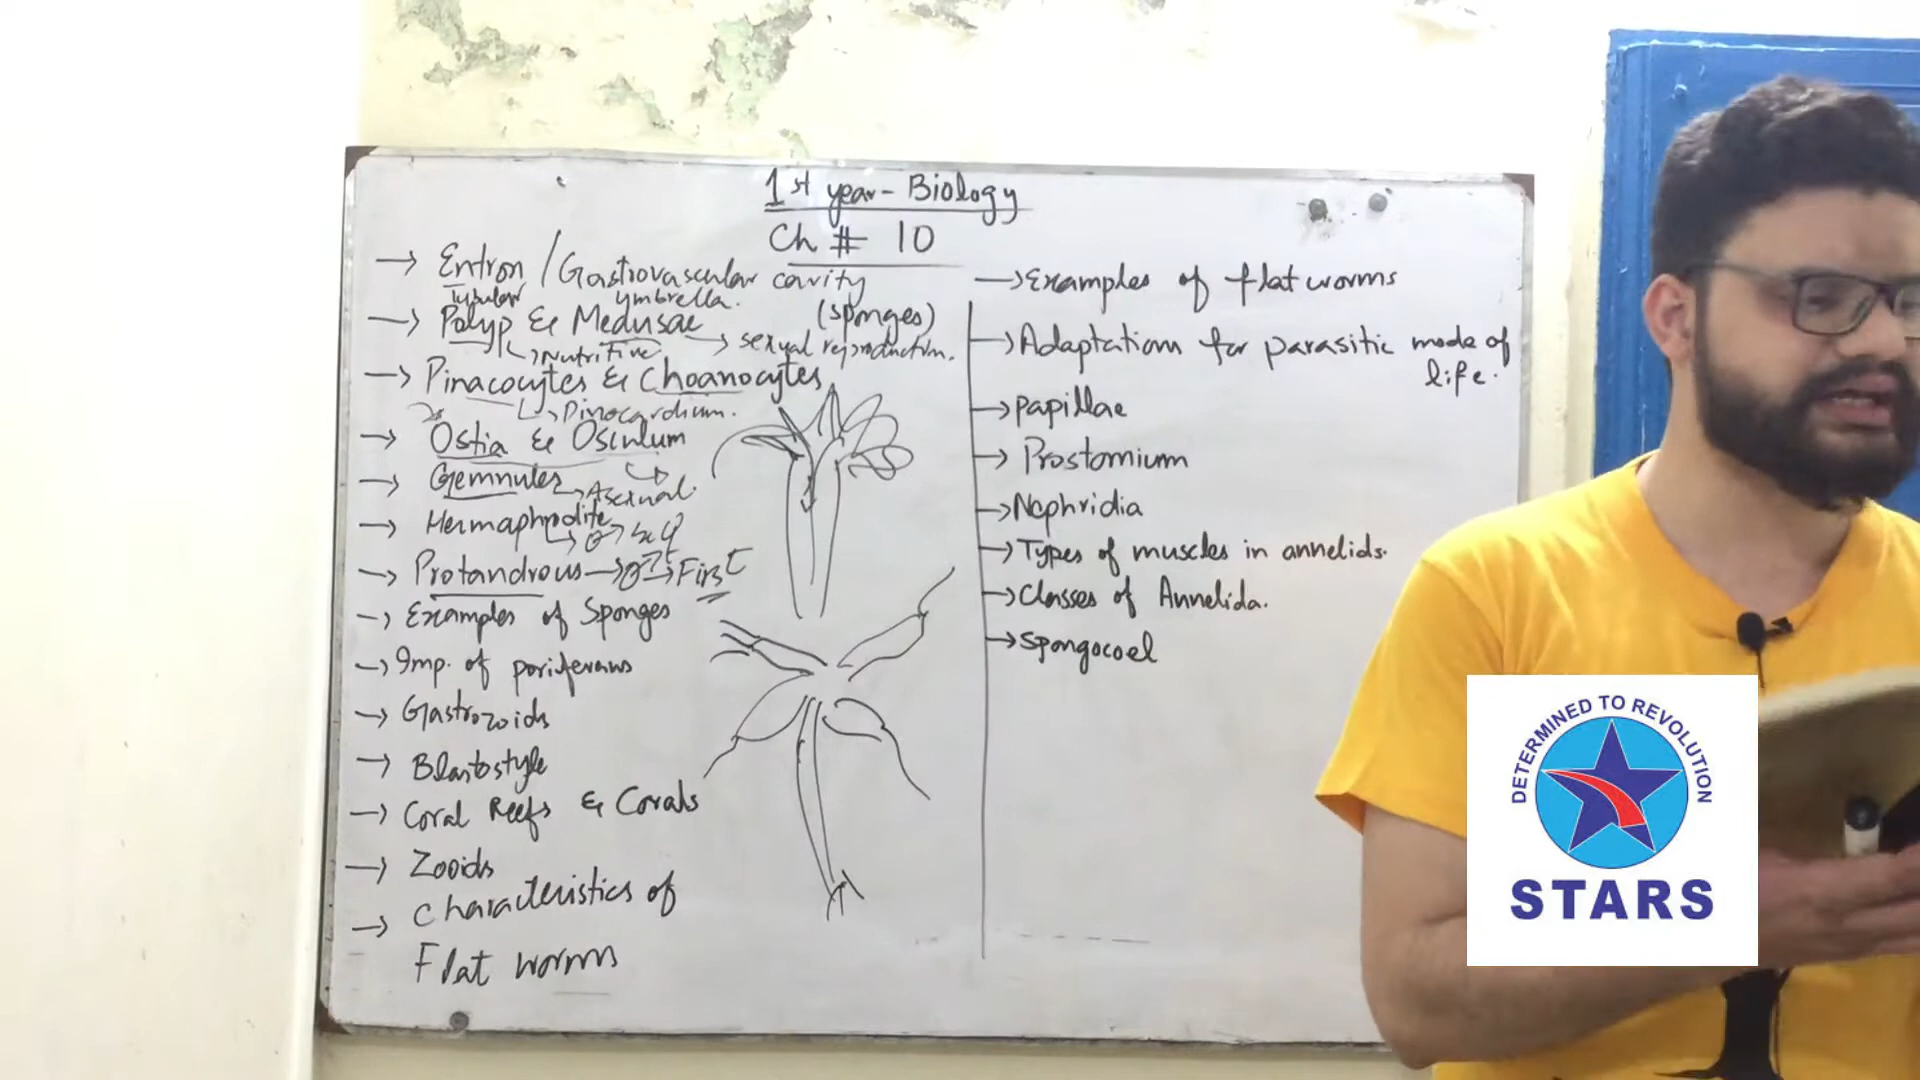 1st year - Biology
Ch # 10
→ Entron / Gastrovascular cavity
Tubular
Umbrella.
→ Polyp & Medusae
(sponges)
→ Nutritive
→ sexual reproduction.
→ Pinacocytes & Choanocytes
↳ Pinocardium.
→ Ostia & Osculum
→ Gemnules
→ Asexual.
→ Hermaphrodite
↳ ♂ & ♀
→ Protandrous → ♂ → First
→ Examples of Sponges
→ Imp. of poriferans
→ Gastrozoids
→ Blastostyle
→ Coral Reefs & Corals
→ Zooids
→ Characteristics of
Flat worms
→ Examples of flat worms
→ Adaptations for parasitic mode of
life.
→ Papillae
→ Prostomium
→ Nephridia
→ Types of muscles in annelids.
→ Classes of Annelida.
→ Spongocoel
DETERMINED TO REVOLUTION
STARS